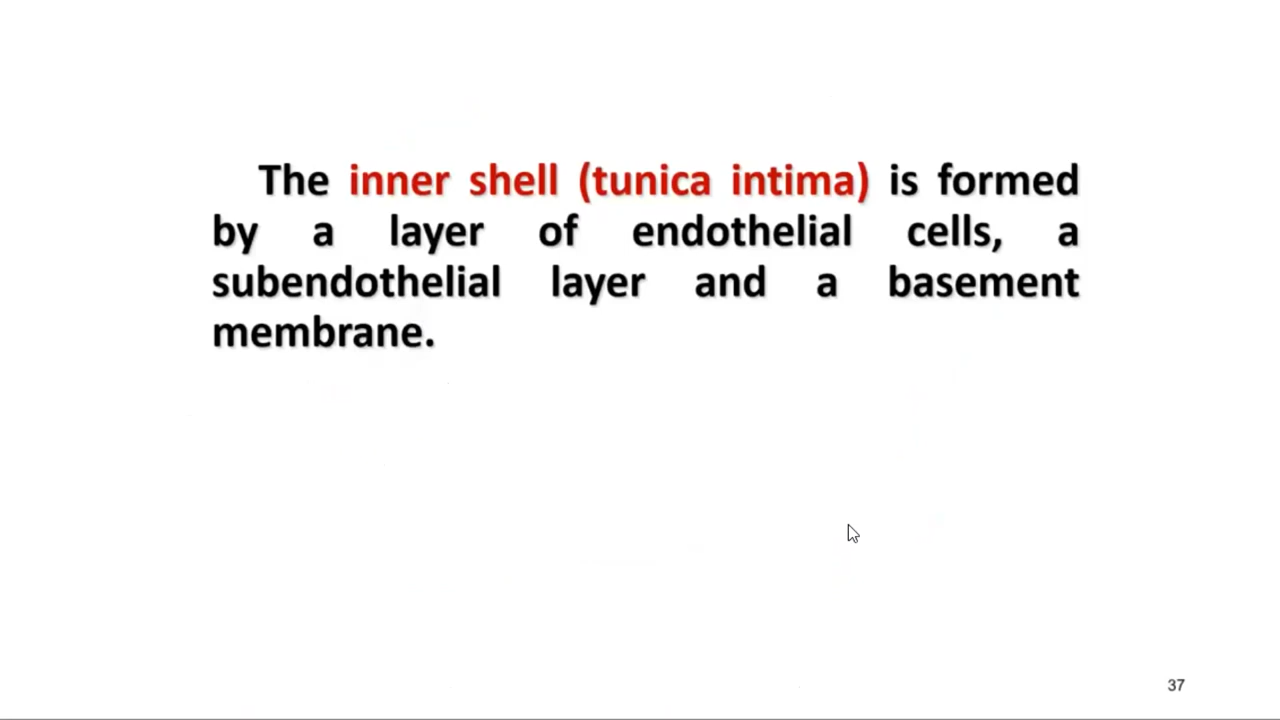 The inner shell (tunica intima) is formed
by a layer of endothelial cells, a
subendothelial layer and a basement
membrane.
37